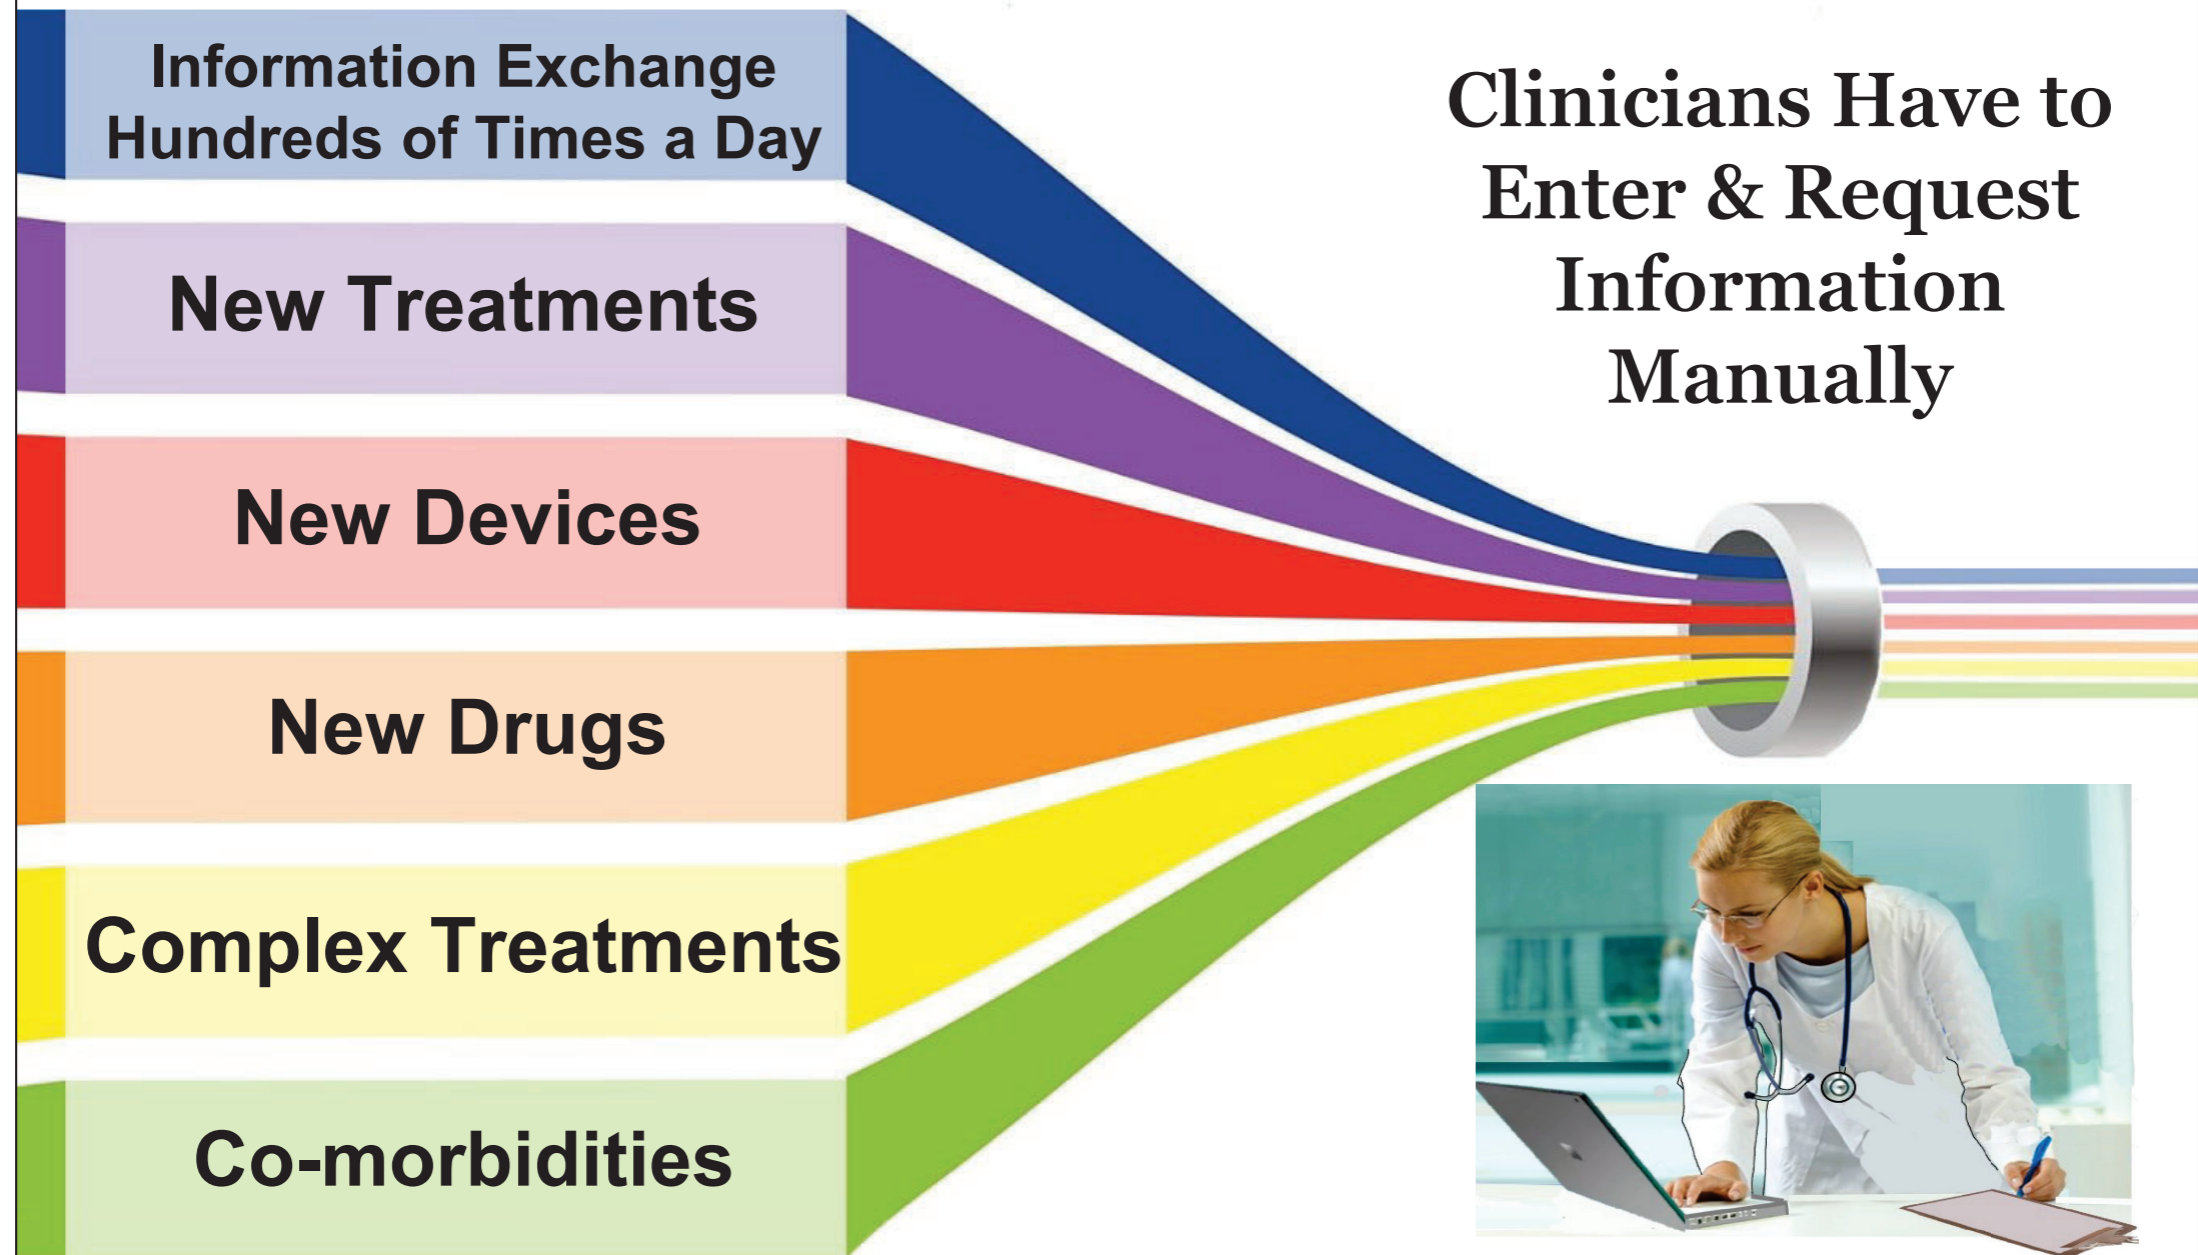 Information Exchange
Hundreds of Times a Day
New Treatments
New Devices
New Drugs
Complex Treatments
Co-morbidities
Clinicians Have to
Enter & Request
Information
Manually